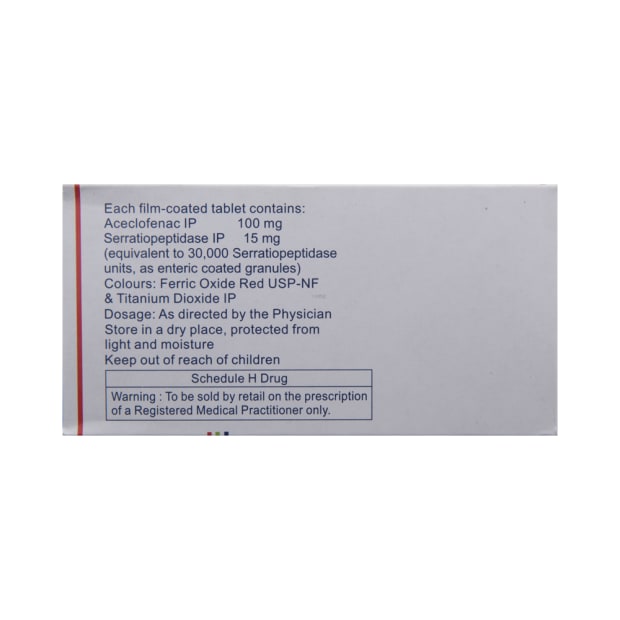 Each film-coated tablet contains:
Aceclofenac IP 100 mg
Serratiopeptidase IP 15 mg
(equivalent to 30,000 Serratiopeptidase
units, as enteric coated granules)
Colours: Ferric Oxide Red USP-NF
& Titanium Dioxide IP
Dosage: As directed by the Physician
Store in a dry place, protected from
light and moisture
Keep out of reach of children
Schedule H Drug
Warning : To be sold by retail on the prescription
of a Registered Medical Practitioner only.